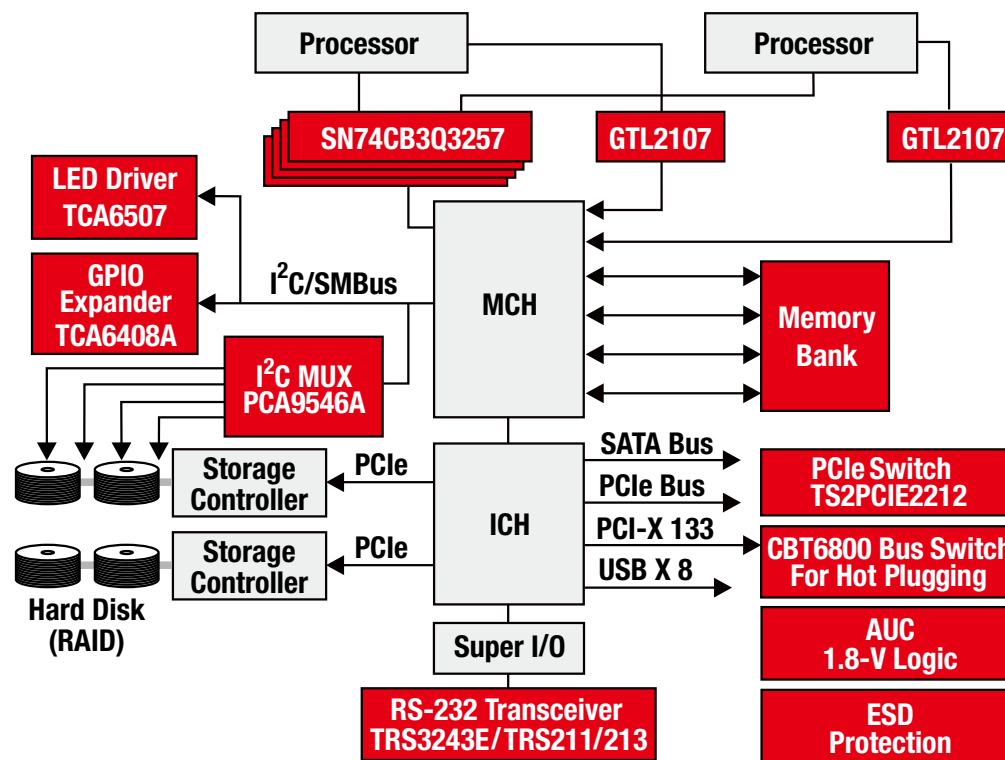 Processor
Processor
SN74CB3Q3257
GTL2107
GTL2107
LED Driver
TCA6507
GPIO
Expander
TCA6408A
I²C/SMBus
MCH
Memory
Bank
I²C MUX
PCA9546A
Storage
Controller
PCIe
Storage
Controller
PCIe
Hard Disk
(RAID)
ICH
SATA Bus
PCIe Bus
PCI-X 133
USB X 8
PCIe Switch
TS2PCIE2212
CBT6800 Bus Switch
For Hot Plugging
AUC
1.8-V Logic
ESD
Protection
Super I/O
RS-232 Transceiver
TRS3243E/TRS211/213